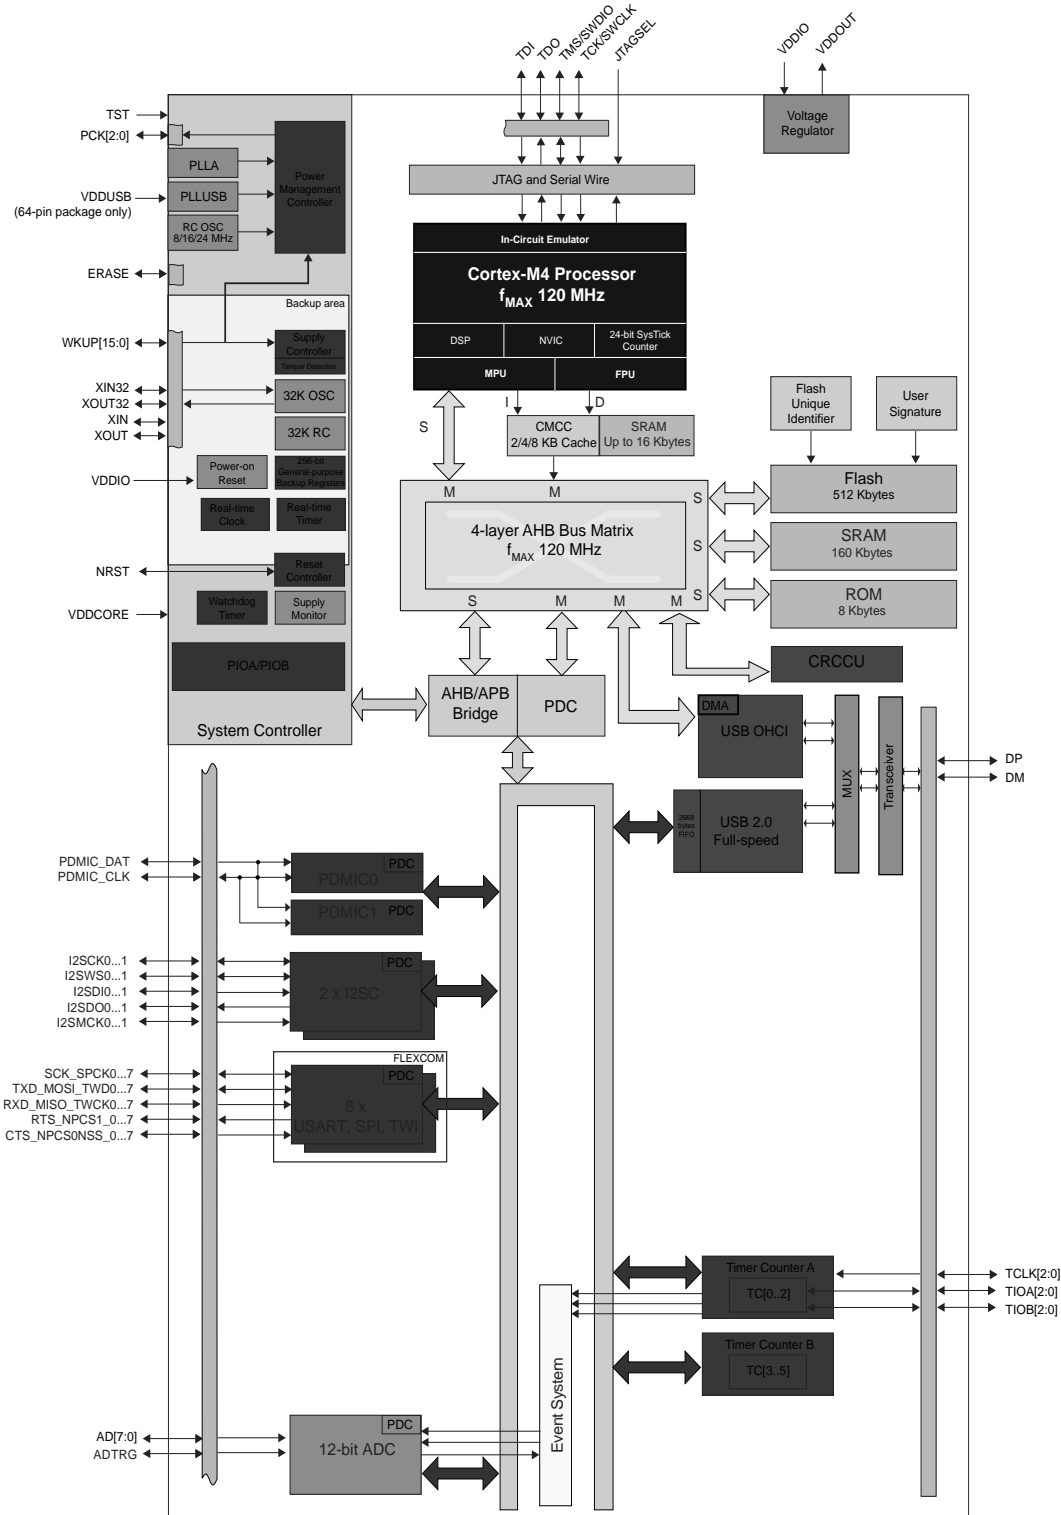 TDI
TDO
TMS/SWDIO
TCK/SWCLK
JTAGSEL
VDDIO
VDDOUT
TST
PCK[2:0]
VDDUSB
(64-pin package only)
ERASE
WKUP[15:0]
XIN32
XOUT32
XIN
XOUT
VDDIO
NRST
VDDCORE
PLLA
PLLUSB
RC OSC
8/16/24 MHz
Power
Management
Controller
Backup area
Supply
Controller
Tamper Detection
32K OSC
32K RC
Power-on
Reset
256-bit
General-purpose
Backup Registers
Real-time
Clock
Real-time
Timer
Reset
Controller
Watchdog
Timer
Supply
Monitor
PIOA/PIOB
System Controller
Voltage
Regulator
JTAG and Serial Wire
In-Circuit Emulator
Cortex-M4 Processor
fMAX 120 MHz
DSP
NVIC
24-bit SysTick
Counter
MPU
FPU
S
I
D
CMCC
2/4/8 KB Cache
SRAM
Up to 16 Kbytes
Flash
Unique
Identifier
User
Signature
M
M
S
4-layer AHB Bus Matrix
fMAX 120 MHz
S
S
S
M
M
M
Flash
512 Kbytes
SRAM
160 Kbytes
ROM
8 Kbytes
CRCCU
AHB/APB
Bridge
PDC
DMA
USB OHCI
2668
bytes
FIFO
USB 2.0
Full-speed
MUX
Transceiver
DP
DM
PDMIC_DAT
PDMIC_CLK
PDC
PDMIC0
PDMIC1
PDC
I2SCK0...1
I2SWS0...1
I2SDI0...1
I2SDO0...1
I2SMCK0...1
PDC
2 x I2SC
FLEXCOM
SCK_SPCK0...7
TXD_MOSI_TWD0...7
RXD_MISO_TWCK0...7
RTS_NPCS1_0...7
CTS_NPCS0NSS_0...7
PDC
8 x
USART, SPI, TWI
Timer Counter A
TC[0..2]
TCLK[2:0]
TIOA[2:0]
TIOB[2:0]
Timer Counter B
TC[3..5]
Event System
AD[7:0]
ADTRG
PDC
12-bit ADC